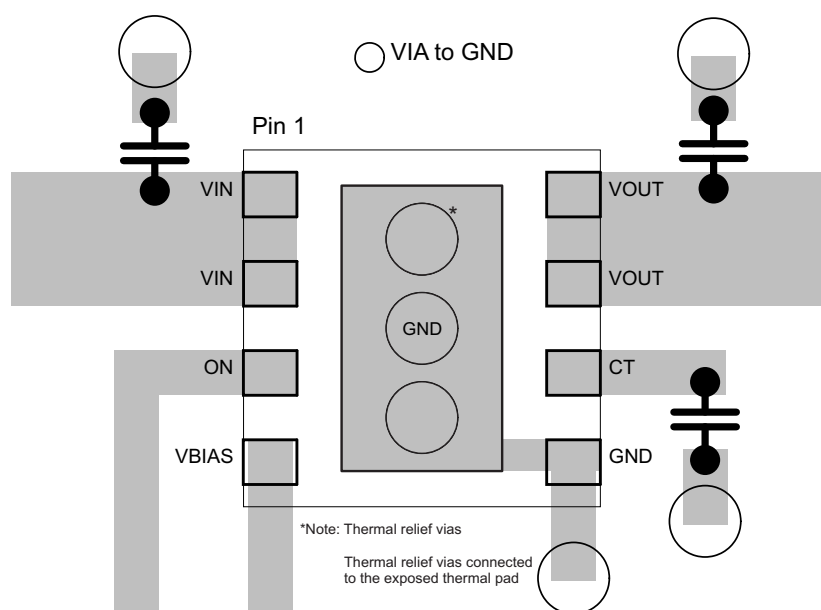 VIA to GND
Pin 1
VIN
VOUT
*
VIN
VOUT
GND
ON
CT
VBIAS
GND
*Note: Thermal relief vias
Thermal relief vias connected
to the exposed thermal pad